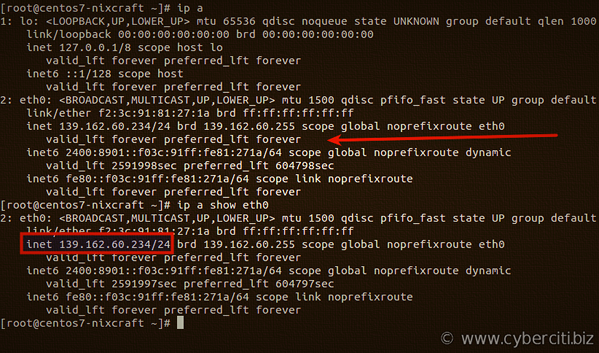 [root@centos7-nixcraft ~]# ip a
1: lo: <LOOPBACK,UP,LOWER_UP> mtu 65536 qdisc noqueue state UNKNOWN group default qlen 1000
link/loopback 00:00:00:00:00:00 brd 00:00:00:00:00:00
inet 127.0.0.1/8 scope host lo
valid_lft forever preferred_lft forever
inet6 ::1/128 scope host
valid_lft forever preferred_lft forever
2: eth0: <BROADCAST,MULTICAST,UP,LOWER_UP> mtu 1500 qdisc pfifo_fast state UP group default
link/ether f2:3c:91:81:27:1a brd ff:ff:ff:ff:ff:ff
inet 139.162.60.234/24 brd 139.162.60.255 scope global noprefixroute eth0
valid_lft forever preferred_lft forever
inet6 2400:8901::f03c:91ff:fe81:271a/64 scope global noprefixroute dynamic
valid_lft 2591998sec preferred_lft 604798sec
inet6 fe80::f03c:91ff:fe81:271a/64 scope link noprefixroute
valid_lft forever preferred_lft forever
[root@centos7-nixcraft ~]# ip a show eth0
2: eth0: <BROADCAST,MULTICAST,UP,LOWER_UP> mtu 1500 qdisc pfifo_fast state UP group default
link/ether f2:3c:91:81:27:1a brd ff:ff:ff:ff:ff:ff
inet 139.162.60.234/24 brd 139.162.60.255 scope global noprefixroute eth0
valid_lft forever preferred_lft forever
inet6 2400:8901::f03c:91ff:fe81:271a/64 scope global noprefixroute dynamic
valid_lft 2591997sec preferred_lft 604797sec
inet6 fe80::f03c:91ff:fe81:271a/64 scope link noprefixroute
valid_lft forever preferred_lft forever
[root@centos7-nixcraft ~]#
© www.cyberciti.biz